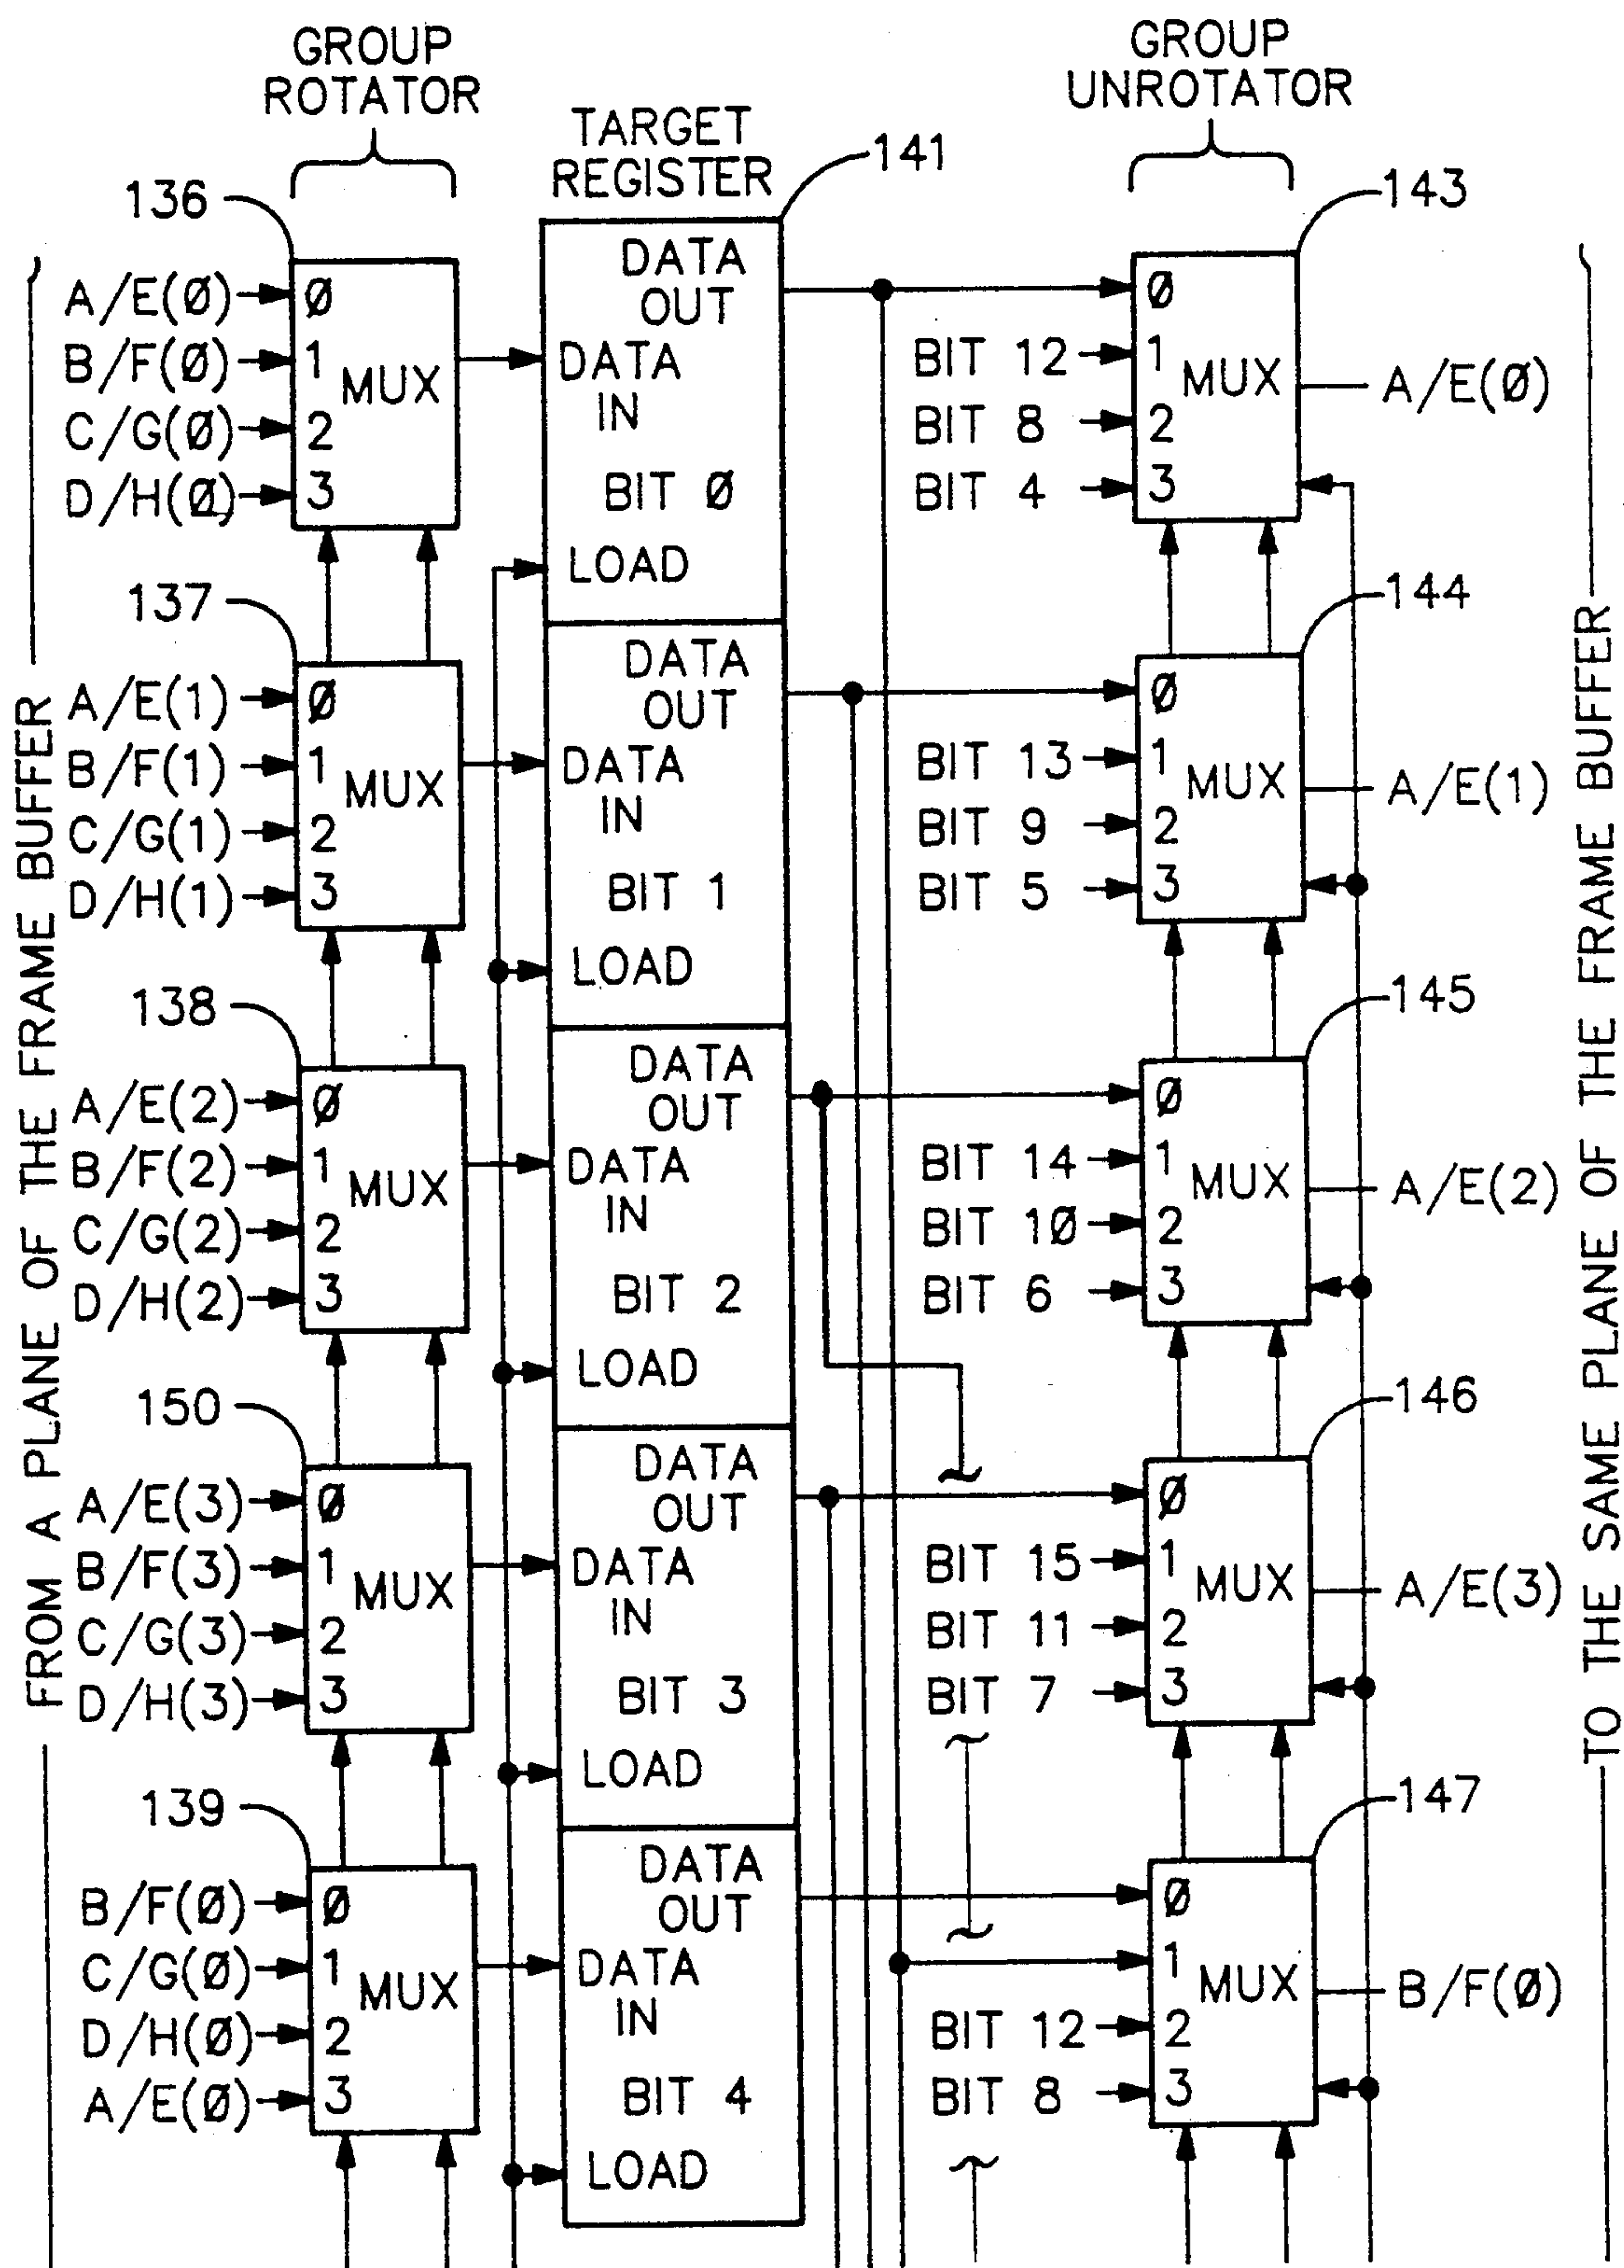 GROUP
ROTATOR
TARGET
REGISTER
141
GROUP
UNROTATOR
FROM A PLANE OF THE FRAME BUFFER
136
A/E(Ø)
B/F(Ø)
C/G(Ø)
D/H(Ø)
Ø
1
2
3
MUX
137
A/E(1)
B/F(1)
C/G(1)
D/H(1)
Ø
1
2
3
MUX
138
A/E(2)
B/F(2)
C/G(2)
D/H(2)
Ø
1
2
3
MUX
150
A/E(3)
B/F(3)
C/G(3)
D/H(3)
Ø
1
2
3
MUX
139
B/F(Ø)
C/G(Ø)
D/H(Ø)
A/E(Ø)
Ø
1
2
3
MUX
DATA
OUT
DATA
IN
BIT Ø
LOAD
DATA
OUT
DATA
IN
BIT 1
LOAD
DATA
OUT
DATA
IN
BIT 2
LOAD
DATA
OUT
DATA
IN
BIT 3
LOAD
DATA
OUT
DATA
IN
BIT 4
LOAD
143
BIT 12
BIT 8
BIT 4
Ø
1
2
3
MUX
A/E(Ø)
144
BIT 13
BIT 9
BIT 5
Ø
1
2
3
MUX
A/E(1)
145
BIT 14
BIT 1Ø
BIT 6
Ø
1
2
3
MUX
A/E(2)
146
BIT 15
BIT 11
BIT 7
Ø
1
2
3
MUX
A/E(3)
147
BIT 12
BIT 8
Ø
1
2
3
MUX
B/F(Ø)
TO THE SAME PLANE OF THE FRAME BUFFER